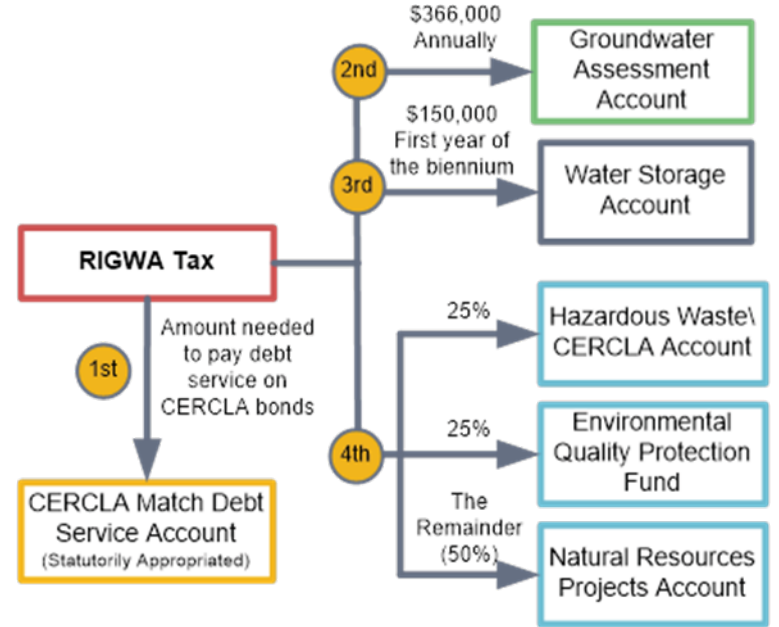 $366,000
Annually
2nd
Groundwater
Assessment
Account
$150,000
First year of
the biennium
3rd
Water Storage
Account
RIGWA Tax
1st
Amount needed
to pay debt
service on
CERCLA bonds
CERCLA Match Debt
Service Account
(Statutorily Appropriated)
4th
25%
Hazardous Waste\
CERCLA Account
25%
Environmental
Quality Protection
Fund
The
Remainder
(50%)
Natural Resources
Projects Account